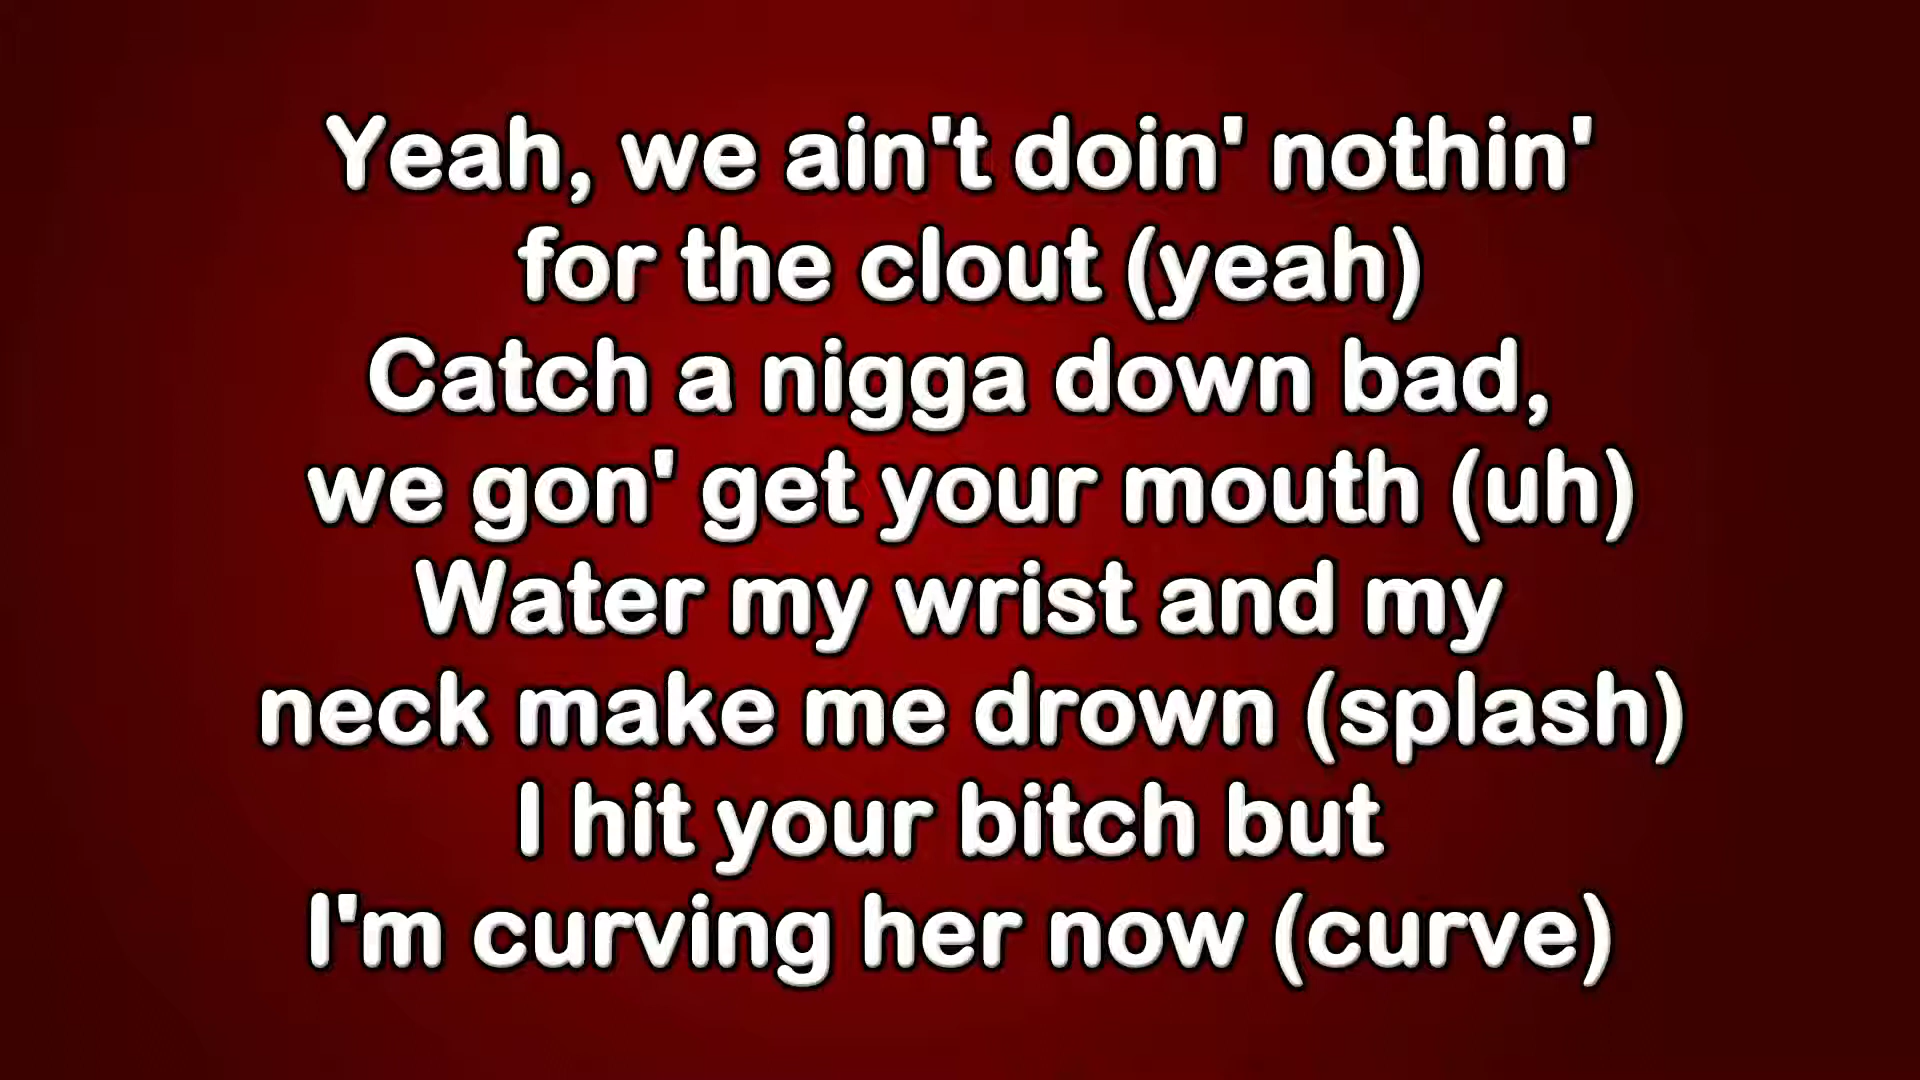 Yeah, we ain't doin' nothin'
for the clout (yeah)
Catch a nigga down bad,
we gon' get your mouth (uh)
Water my wrist and my
neck make me drown (splash)
I hit your bitch but
I'm curving her now (curve)